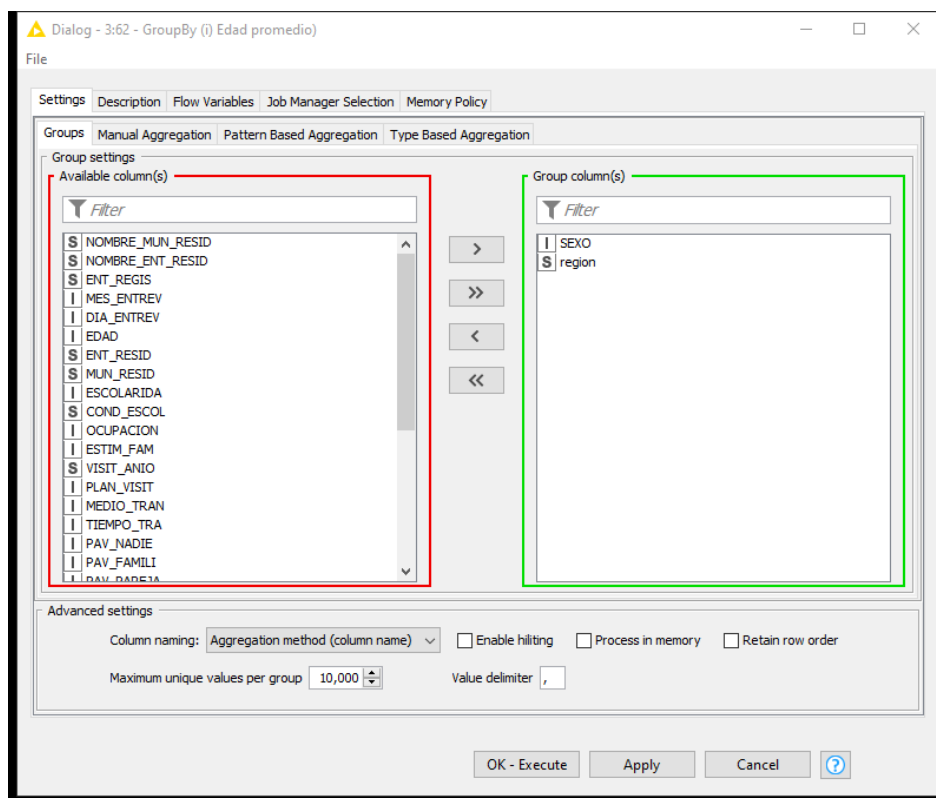 Dialog - 3:62 - GroupBy (i) Edad promedio)
File
Settings Description Flow Variables Job Manager Selection Memory Policy
Groups Manual Aggregation Pattern Based Aggregation Type Based Aggregation
Group settings
Available column(s)
Filter
S NOMBRE_MUN_RESID
S NOMBRE_ENT_RESID
S ENT_REGIS
I MES_ENTREV
I DIA_ENTREV
I EDAD
S ENT_RESID
S MUN_RESID
I ESCOLARIDA
S COND_ESCOL
I OCUPACION
I ESTIM_FAM
S VISIT_ANIO
I PLAN_VISIT
I MEDIO_TRAN
I TIEMPO_TRA
I PAV_NADIE
I PAV_FAMILI
I PAV_PAREJA
>
>>
<
<<
Group column(s)
Filter
I SEXO
S region
Advanced settings
Column naming: Aggregation method (column name) Enable hiliting Process in memory Retain row order
Maximum unique values per group 10,000 Value delimiter ,
OK - Execute Apply Cancel ?